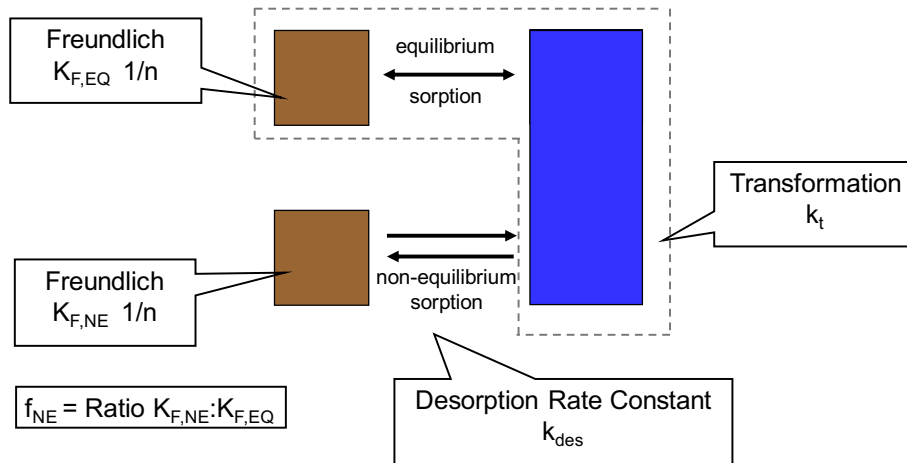 Freundlich
K_F,EQ 1/n
equilibrium
sorption
Transformation
k_t
Freundlich
K_F,NE 1/n
non-equilibrium
sorption
Desorption Rate Constant
k_des
f_NE = Ratio K_F,NE:K_F,EQ